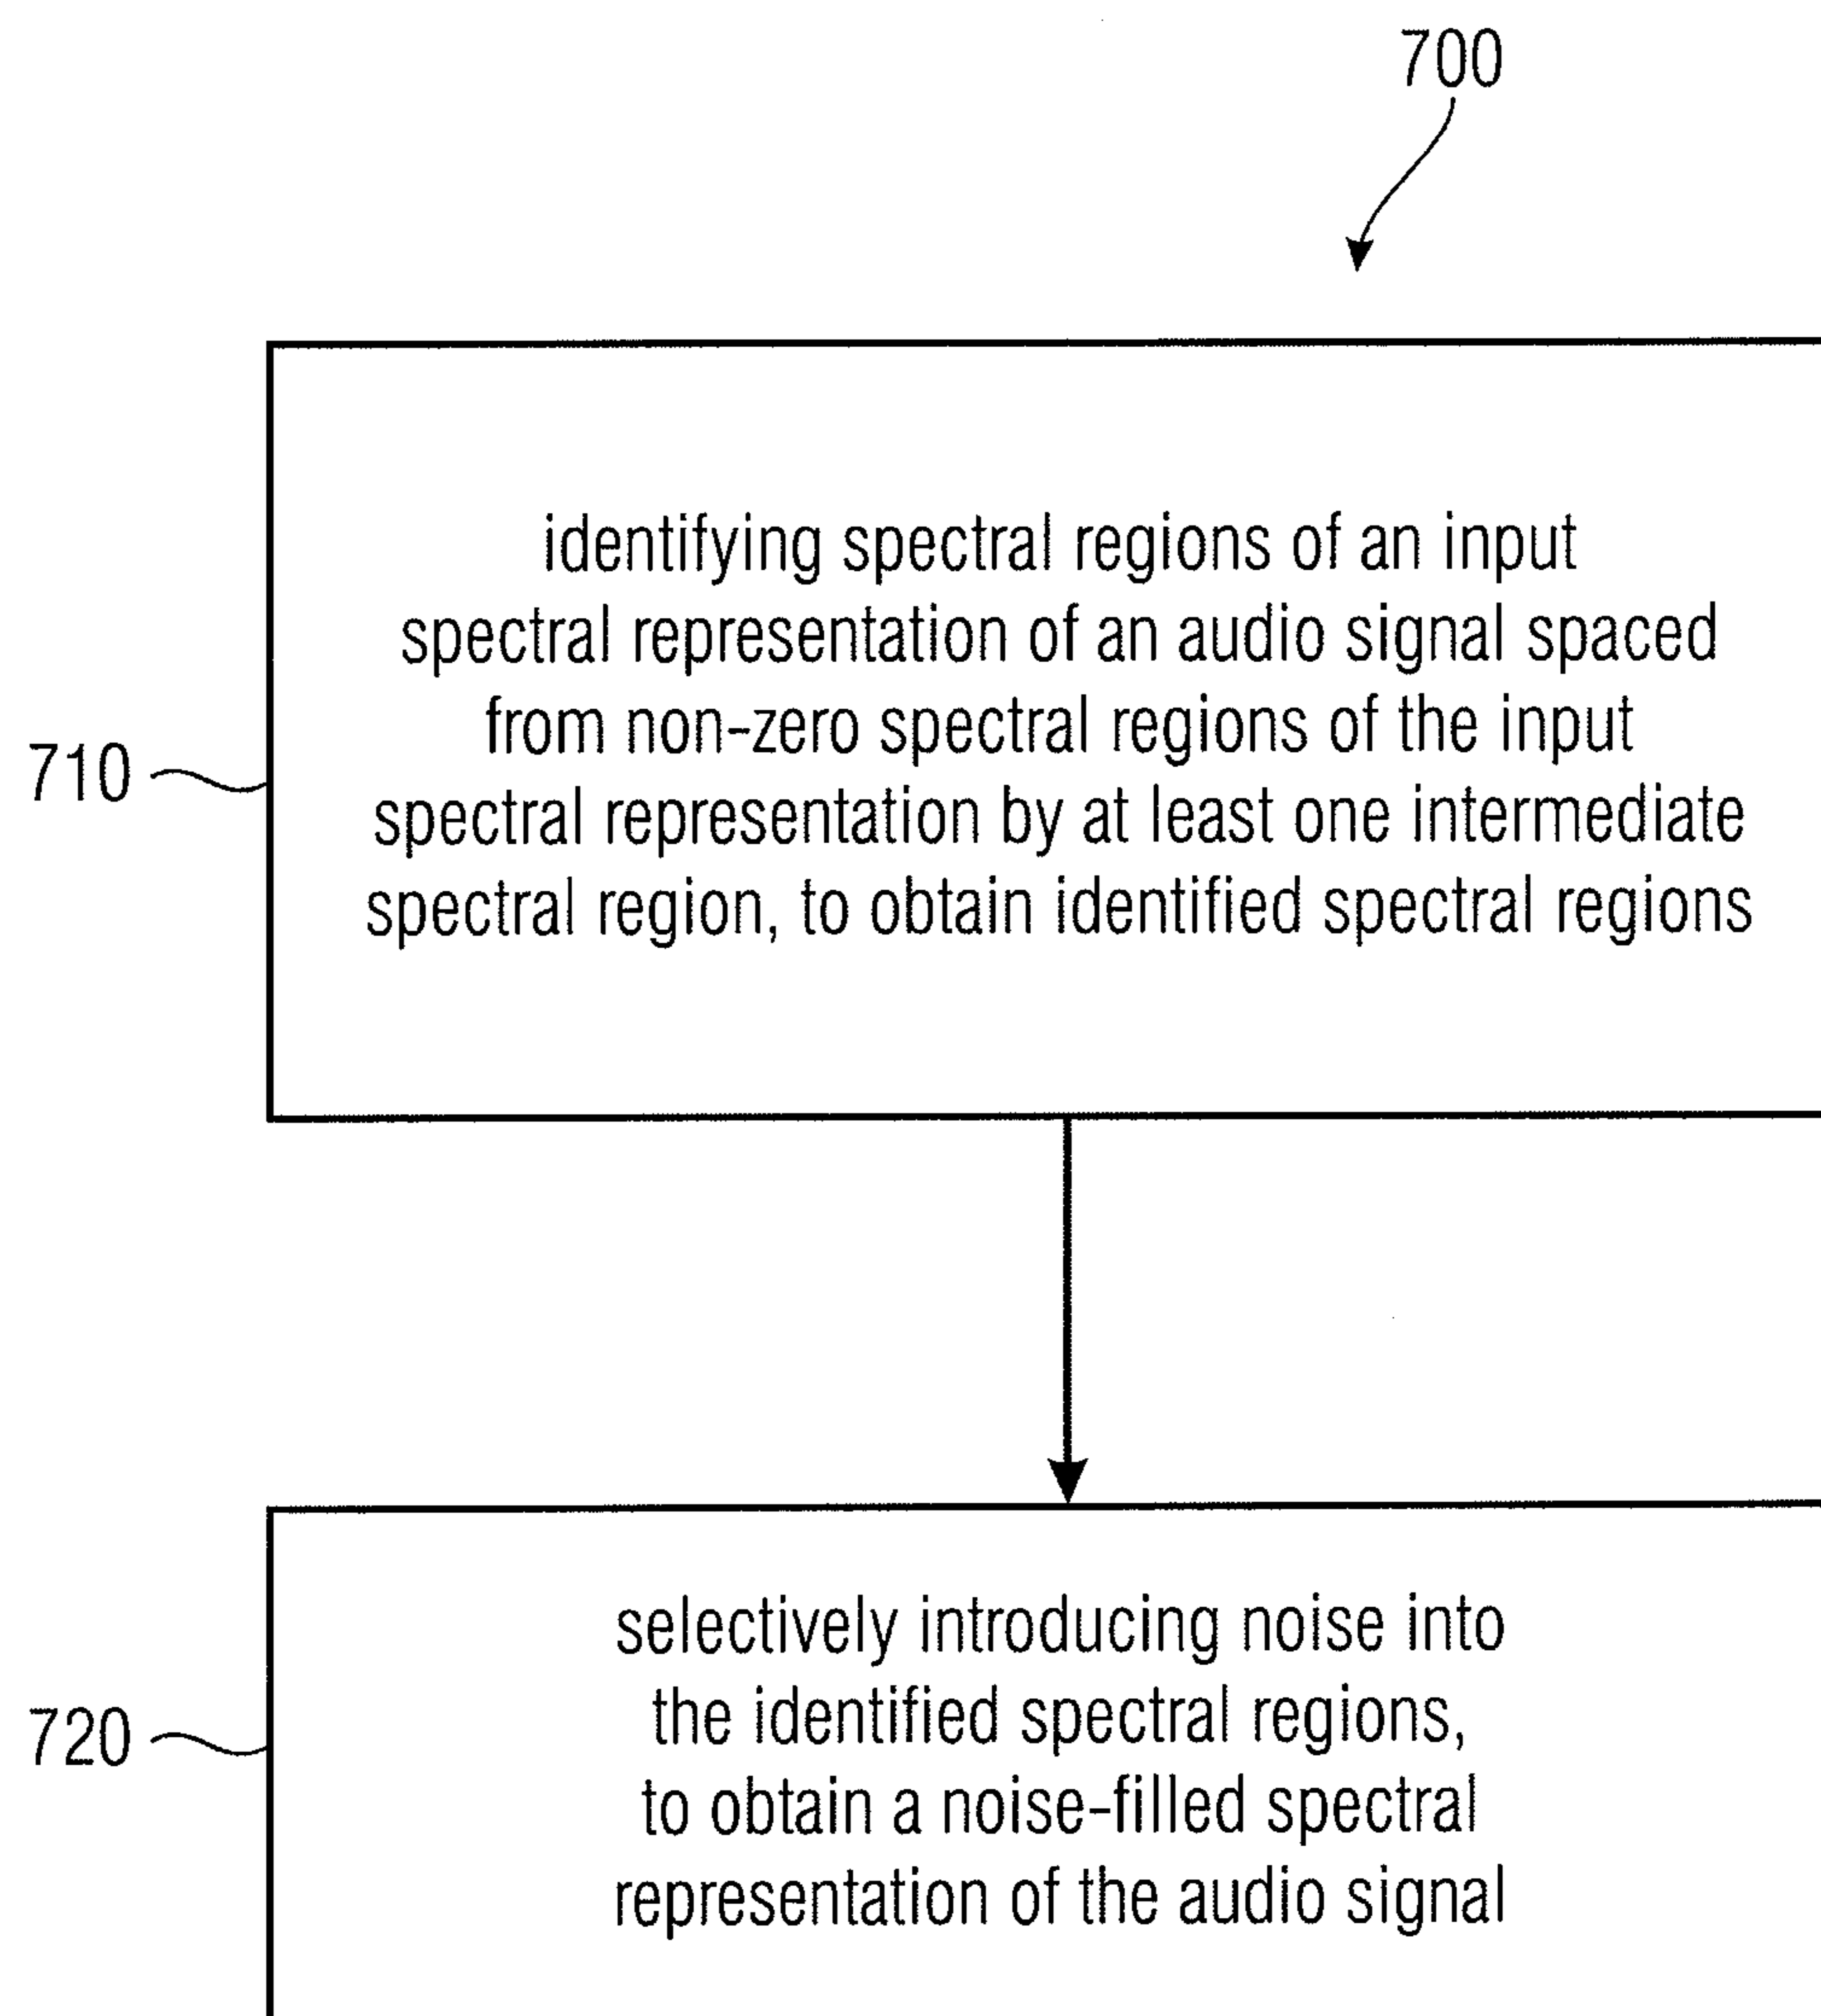 700
identifying spectral regions of an input
spectral representation of an audio signal spaced
from non-zero spectral regions of the input
spectral representation by at least one intermediate
spectral region, to obtain identified spectral regions
710
selectively introducing noise into
the identified spectral regions,
to obtain a noise-filled spectral
representation of the audio signal
720